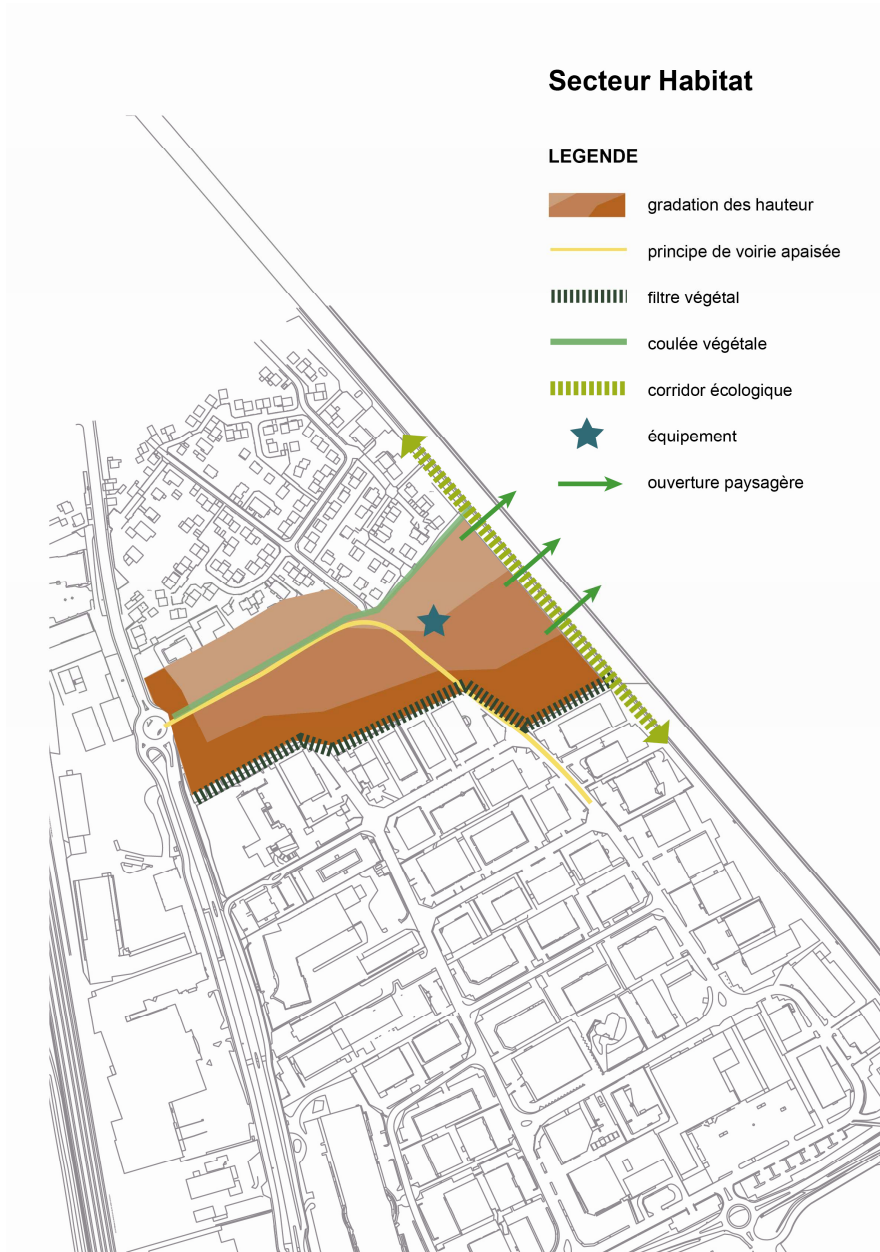 Secteur Habitat
LEGENDE
gradation des hauteur
principe de voirie apaisée
filtre végétal
coulée végétale
corridor écologique
équipement
ouverture paysagère